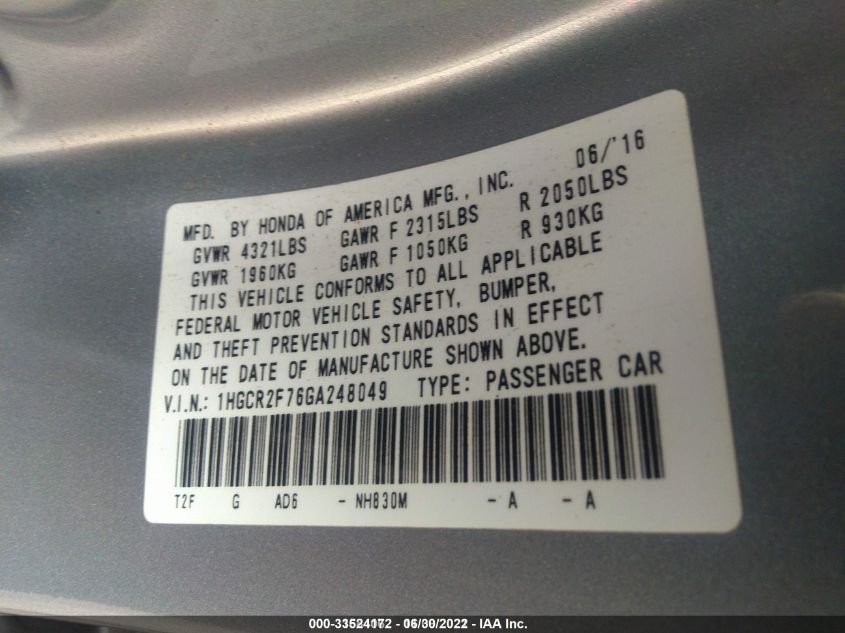 06/'16
MFD. BY HONDA OF AMERICA MFG., INC.
GVWR 4321LBS GAWR F 2315LBS R 2050LBS
GVWR 1960KG GAWR F 1050KG R 930KG
THIS VEHICLE CONFORMS TO ALL APPLICABLE
FEDERAL MOTOR VEHICLE SAFETY, BUMPER,
AND THEFT PREVENTION STANDARDS IN EFFECT
ON THE DATE OF MANUFACTURE SHOWN ABOVE.
V.I.N.: 1HGCR2F76GA248049 TYPE: PASSENGER CAR
T2F G AD6 - NH830M - A - A
000-33524172 - 06/30/2022 - IAA Inc.